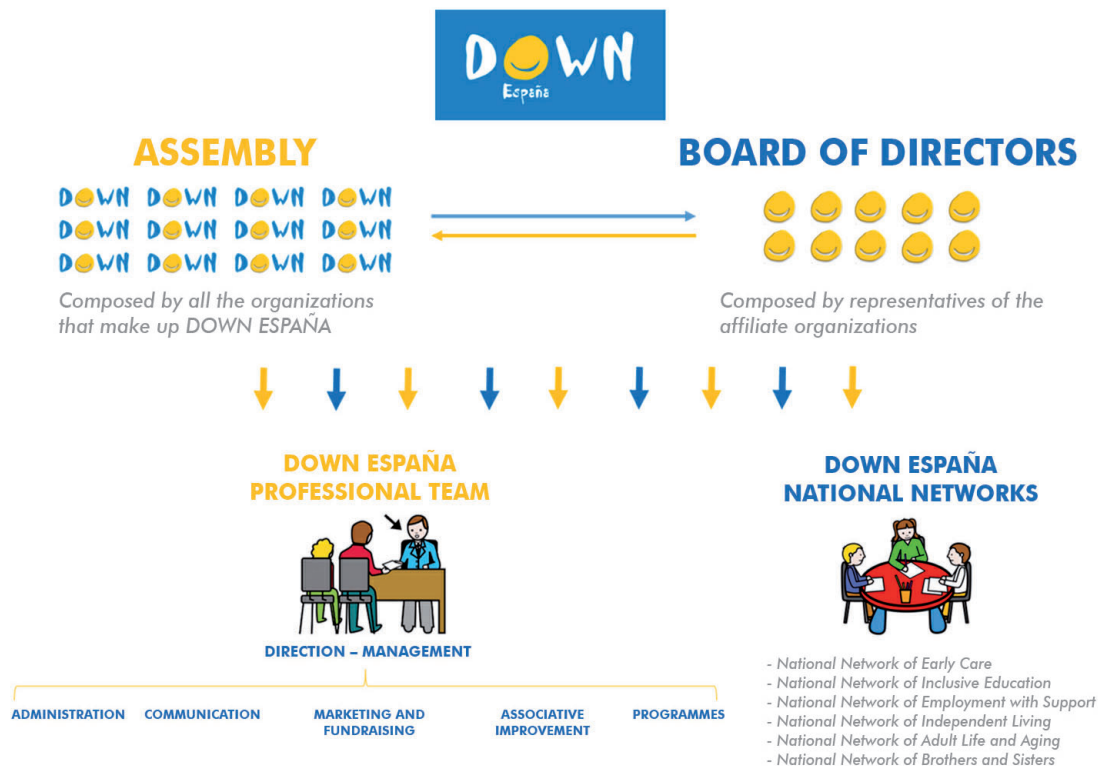 DOWN
España
ASSEMBLY
BOARD OF DIRECTORS
DOWN DOWN DOWN DOWN
DOWN DOWN DOWN DOWN
DOWN DOWN DOWN DOWN
Composed by all the organizations
that make up DOWN ESPAÑA
Composed by representatives of the
affiliate organizations
DOWN ESPAÑA
PROFESSIONAL TEAM
DOWN ESPAÑA
NATIONAL NETWORKS
DIRECTION – MANAGEMENT
ADMINISTRATION
COMMUNICATION
MARKETING AND
FUNDRAISING
ASSOCIATIVE
IMPROVEMENT
PROGRAMMES
- National Network of Early Care
- National Network of Inclusive Education
- National Network of Employment with Support
- National Network of Independent Living
- National Network of Adult Life and Aging
- National Network of Brothers and Sisters